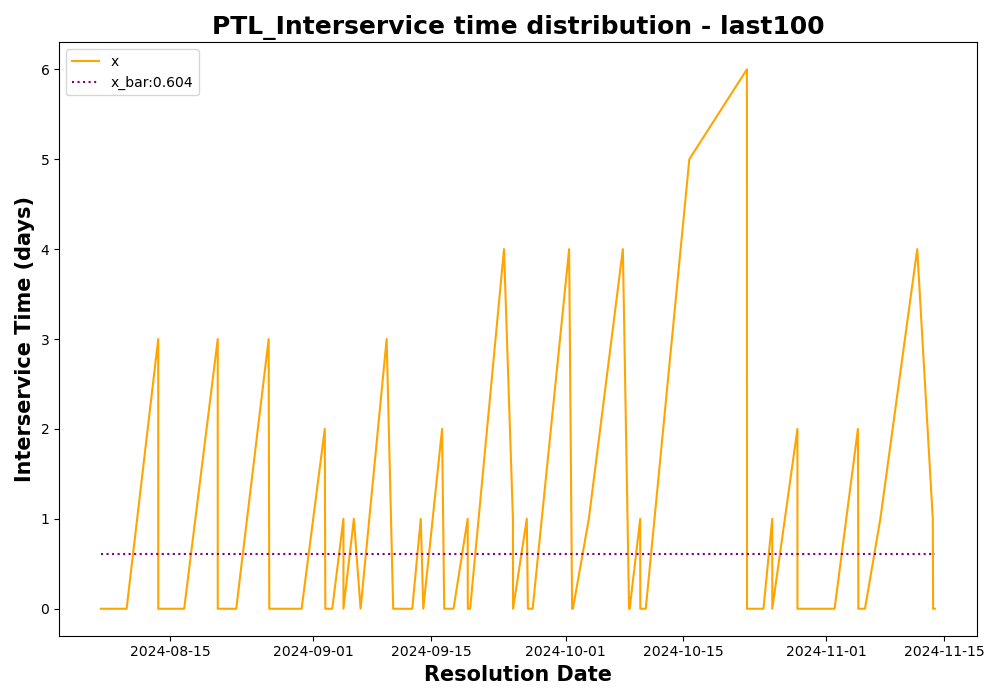 PTL_Interservice time distribution - last100
x
x_bar:0.604
Interservice Time (days)
6
5
4
3
2
1
0
2024-08-15
2024-09-01
2024-09-15
2024-10-01
2024-10-15
2024-11-01
2024-11-15
Resolution Date